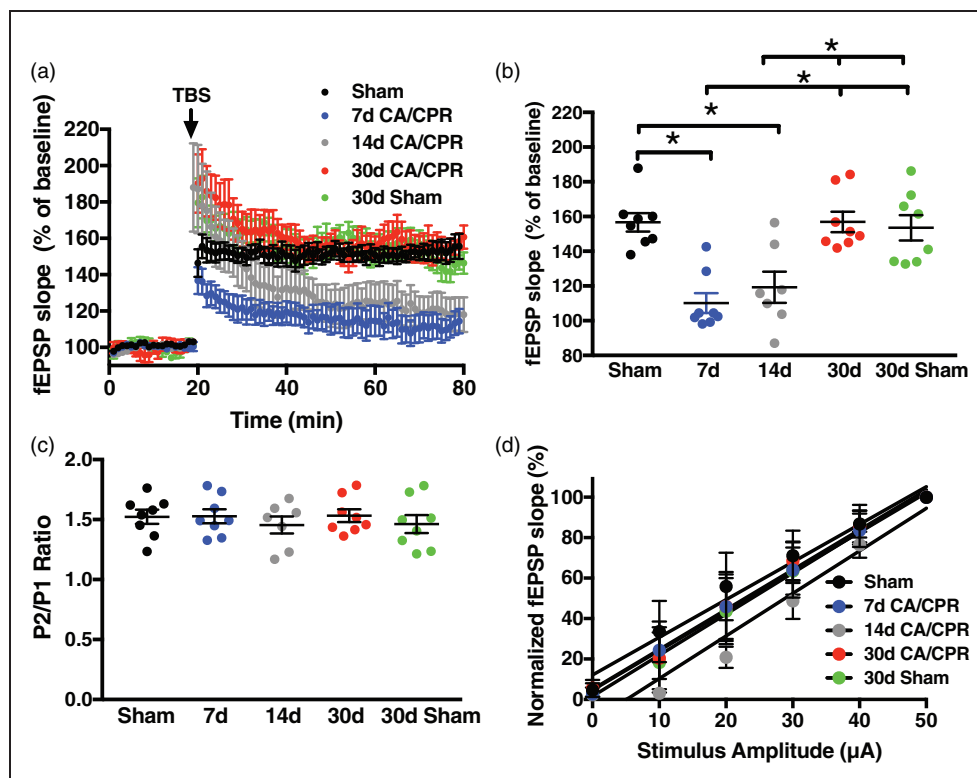 (a)
TBS
Sham
7d CA/CPR
14d CA/CPR
30d CA/CPR
30d Sham
fEPSP slope (% of baseline)
220
200
180
160
140
120
100
0 20 40 60 80
Time (min)
(b)
*
*
*
*
fEPSP slope (% of baseline)
220
200
180
160
140
120
100
80
Sham 7d 14d 30d 30d Sham
(c)
P2/P1 Ratio
2.0
1.5
1.0
0.5
0.0
Sham 7d 14d 30d 30d Sham
(d)
Normalized fEPSP slope (%)
100
80
60
40
20
0
Sham
7d CA/CPR
14d CA/CPR
30d CA/CPR
30d Sham
0 10 20 30 40 50
Stimulus Amplitude (µA)